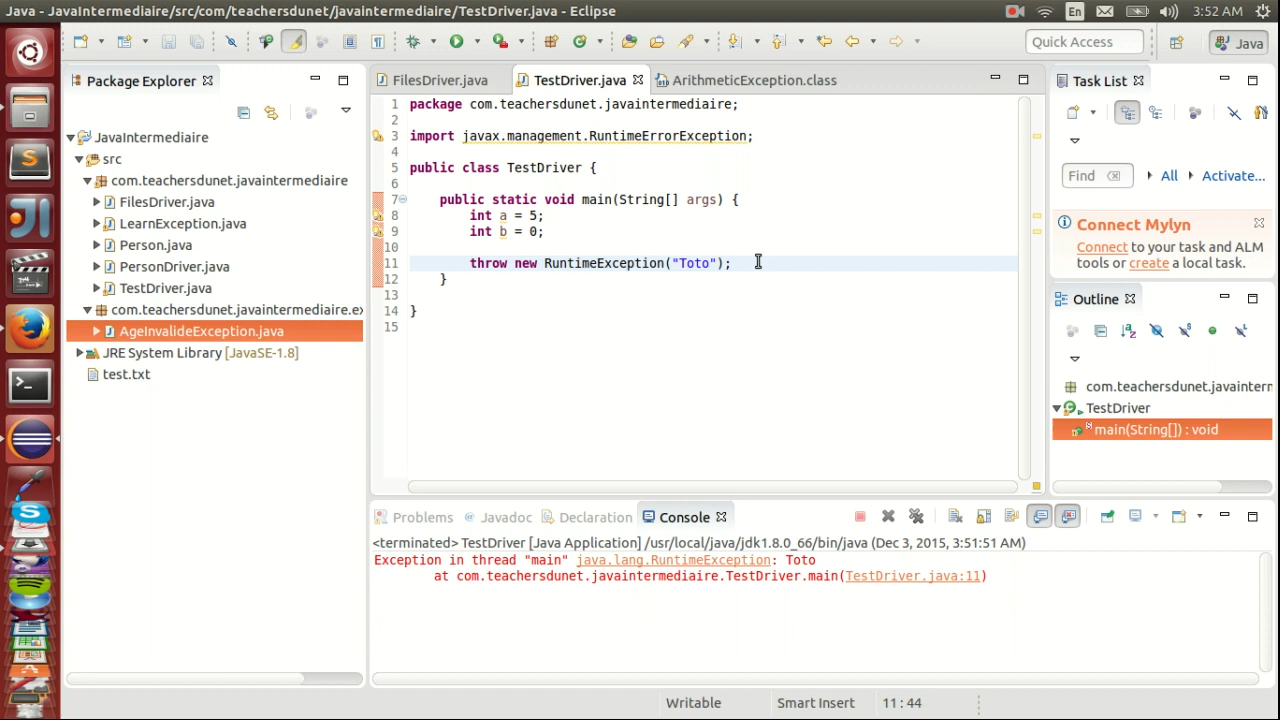 Java - JavaIntermediaire/src/com/teachersdunet/javaintermediaire/TestDriver.java - Eclipse
En
3:52 AM
Quick Access
Java
Package Explorer
JavaIntermediaire
src
com.teachersdunet.javaintermediaire
FilesDriver.java
LearnException.java
Person.java
PersonDriver.java
TestDriver.java
com.teachersdunet.javaintermediaire.ex
AgeInvalideException.java
JRE System Library [JavaSE-1.8]
test.txt
FilesDriver.java
TestDriver.java
ArithmeticException.class
1 package com.teachersdunet.javaintermediaire;
2
3 import javax.management.RuntimeErrorException;
4
5 public class TestDriver {
6
7 public static void main(String[] args) {
8 int a = 5;
9 int b = 0;
10
11 throw new RuntimeException("Toto");
12 }
13
14 }
15
Task List
Find
All
Activate...
Connect Mylyn
Connect to your task and ALM
tools or create a local task.
Outline
com.teachersdunet.javaintern
TestDriver
main(String[]) : void
Problems
Javadoc
Declaration
Console
<terminated> TestDriver [Java Application] /usr/local/java/jdk1.8.0_66/bin/java (Dec 3, 2015, 3:51:51 AM)
Exception in thread "main" java.lang.RuntimeException: Toto
at com.teachersdunet.javaintermediaire.TestDriver.main(TestDriver.java:11)
Writable
Smart Insert
11 : 44